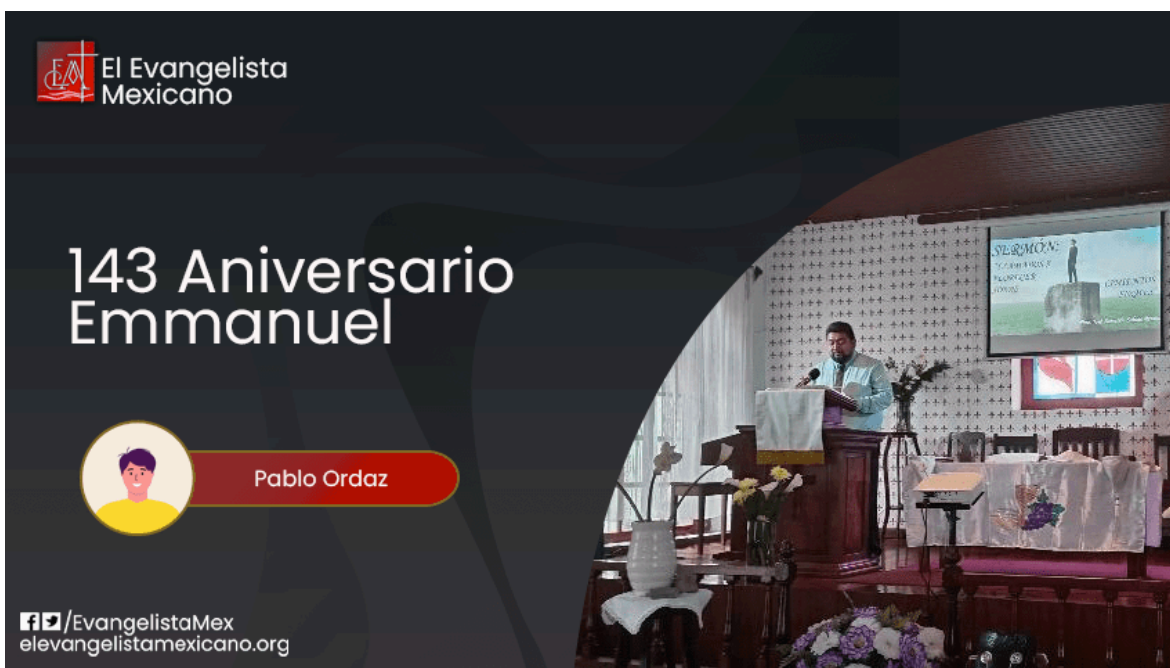 El Evangelista
Mexicano
143 Aniversario
Emmanuel
Pablo Ordaz
/EvangelistaMex
elevangelistamexicano.org
SERMÓN: